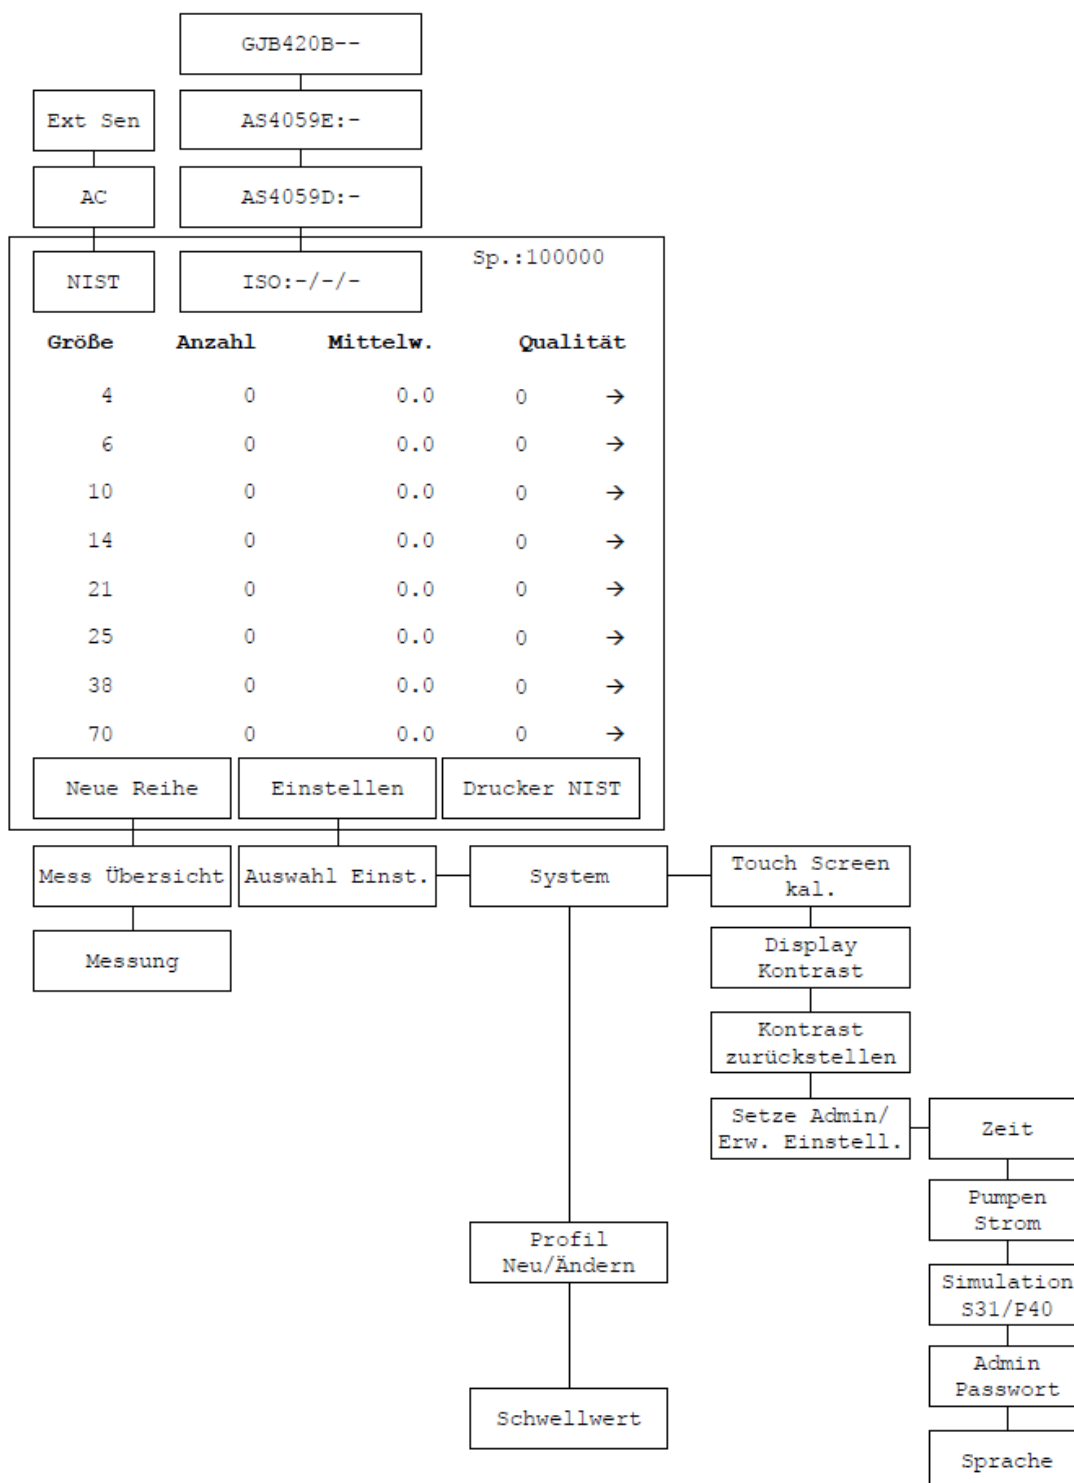 GJB420B--
Ext Sen
AS4059E:-
AC
AS4059D:-
Sp.:100000
NIST
ISO:-/-/-
Größe Anzahl Mittelw. Qualität
4 0 0.0 0 →
6 0 0.0 0 →
10 0 0.0 0 →
14 0 0.0 0 →
21 0 0.0 0 →
25 0 0.0 0 →
38 0 0.0 0 →
70 0 0.0 0 →
Neue Reihe
Einstellen
Drucker NIST
Mess Übersicht
Auswahl Einst.
System
Touch Screen
kal.
Messung
Display
Kontrast
Kontrast
zurückstellen
Setze Admin/
Erw. Einstell.
Zeit
Pumpen
Strom
Profil
Neu/Ändern
Simulation
S31/P40
Admin
Passwort
Schwellwert
Sprache